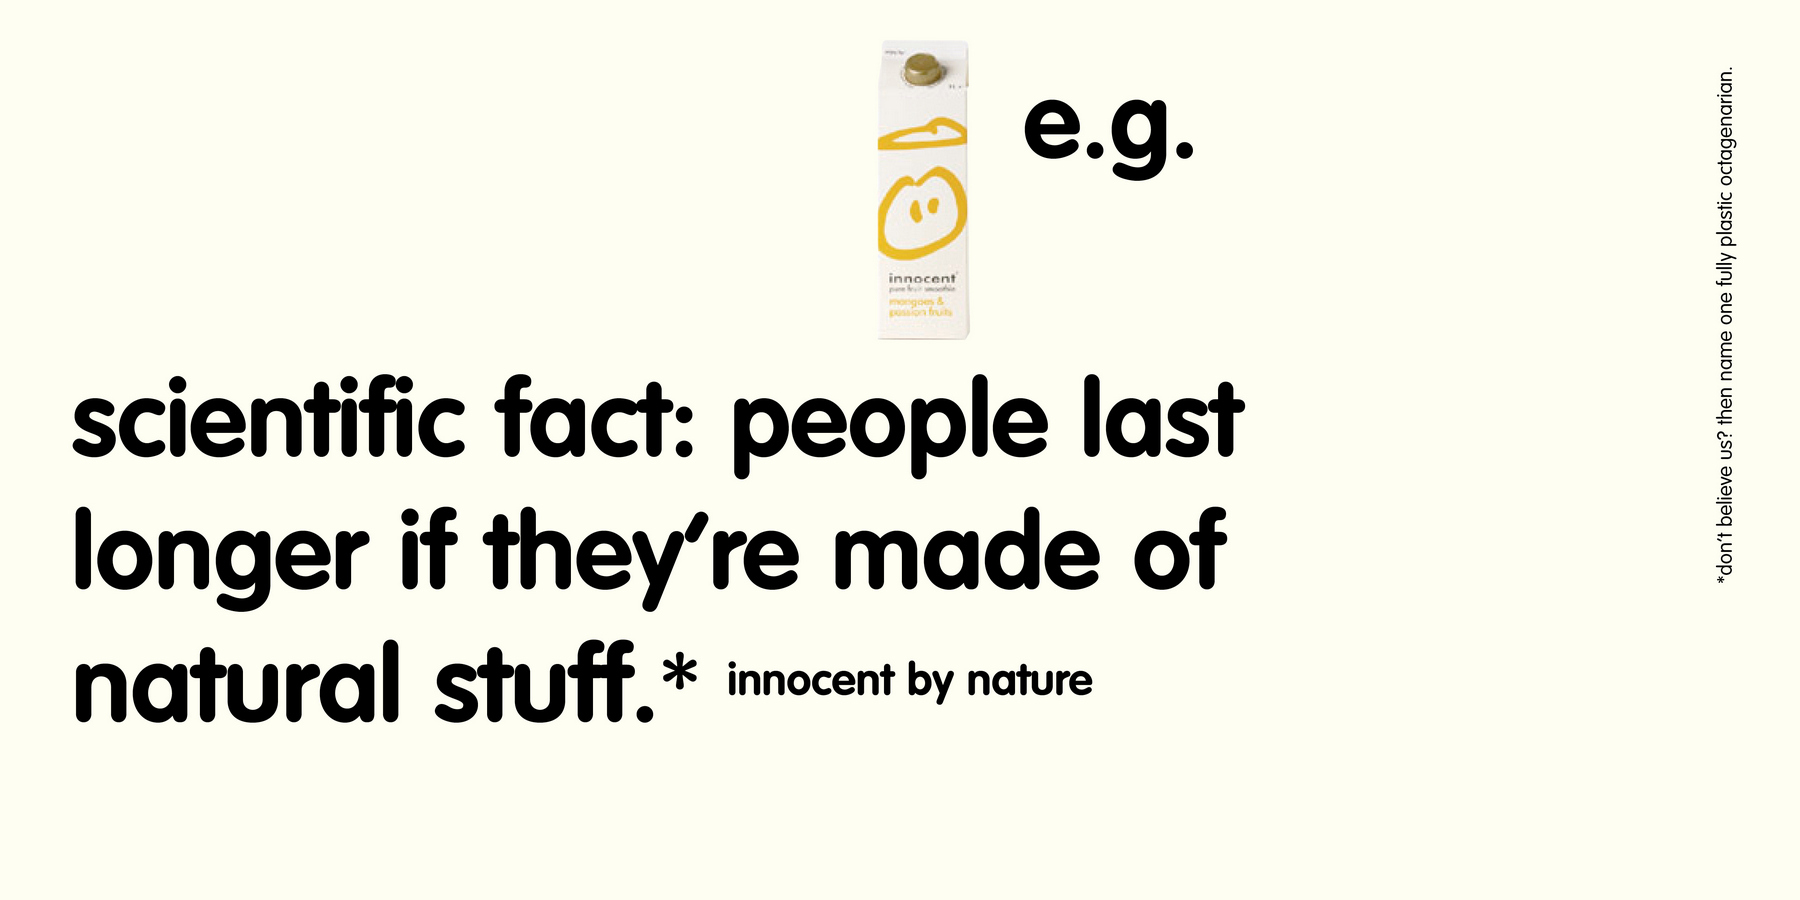 e.g.
innocent
pure fruit smoothie
mangoes &
passion fruits
scientific fact: people last
longer if they're made of
natural stuff.*
innocent by nature
*don't believe us? then name one fully plastic octagenarian.